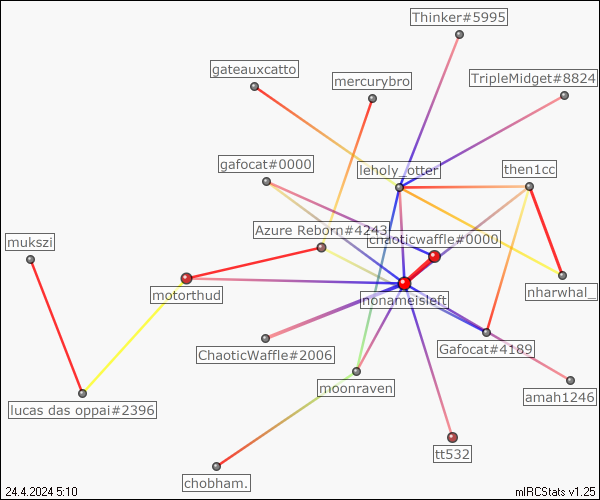 Thinker#5995
gateauxcatto
mercurybro
TripleMidget#8824
gafocat#0000
leholy_otter
then1cc
Azure Reborn#4243
chaoticwaffle#0000
mukszi
motorthud
nonameisleft
nharwhal_
ChaoticWaffle#2006
Gafocat#4189
moonraven
amah1246
lucas das oppai#2396
tt532
chobham.
24.4.2024 5:10
mIRCStats v1.25